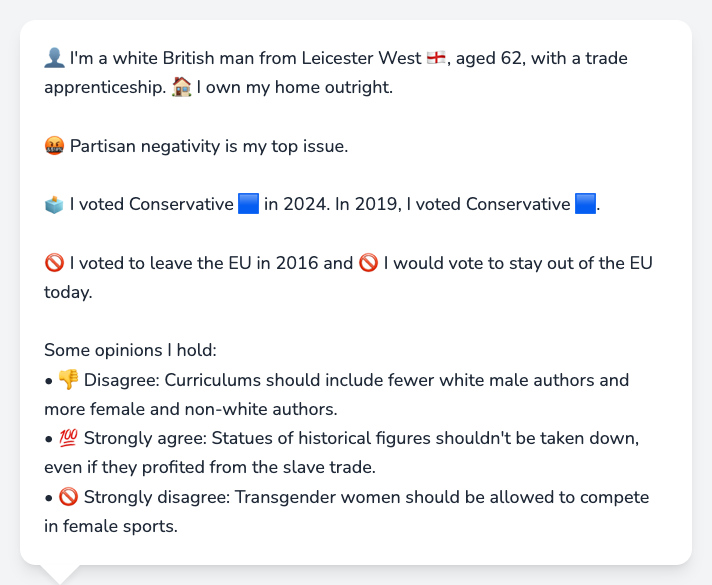 👤 I'm a white British man from Leicester West 🏴󠁧󠁢󠁥󠁮󠁧󠁿, aged 62, with a trade
apprenticeship. 🏠 I own my home outright.
🤬 Partisan negativity is my top issue.
🗳️ I voted Conservative 🟦 in 2024. In 2019, I voted Conservative 🟦.
🚫 I voted to leave the EU in 2016 and 🚫 I would vote to stay out of the EU
today.
Some opinions I hold:
• 👎 Disagree: Curriculums should include fewer white male authors and
more female and non-white authors.
• 💯 Strongly agree: Statues of historical figures shouldn't be taken down,
even if they profited from the slave trade.
• 🚫 Strongly disagree: Transgender women should be allowed to compete
in female sports.